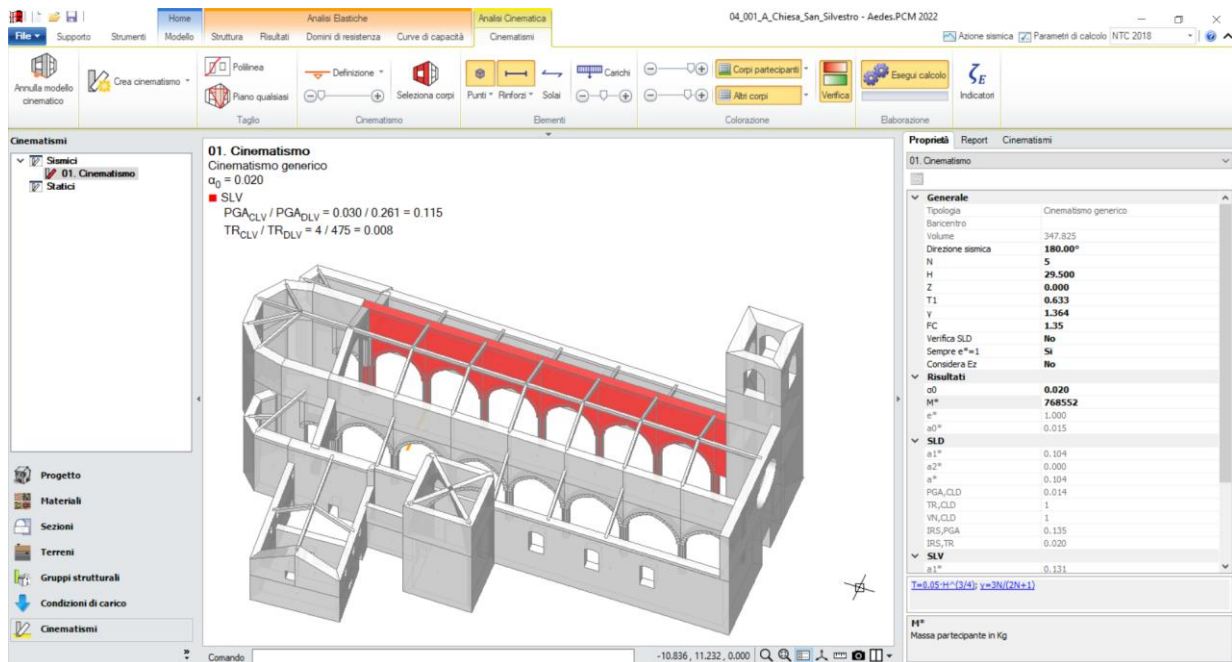 Home
Analisi Elastiche
Analisi Cinematica
04_001_A_Chiesa_San_Silvestro - Aedes.PCM 2022
File
Supporto
Strumenti
Modello
Struttura
Risultati
Domini di resistenza
Curve di capacità
Cinematismi
Azione sismica
Parametri di calcolo
NTC 2018
Annulla modello
cinematico
Crea cinematismo
Polilinea
Piano qualsiasi
Taglio
Definizione
Seleziona corpi
Cinematismo
Punti
Rinforzi
Solai
Carichi
Elementi
Corpi partecipanti
Altri corpi
Verifica
Colorazione
Esegui calcolo
Elaborazione
ζE
Indicatori
Cinematismi
Sismici
01. Cinematismo
Statici
Progetto
Materiali
Sezioni
Terreni
Gruppi strutturali
Condizioni di carico
Cinematismi
01. Cinematismo
Cinematismo generico
α0 = 0.020
SLV
PGACLV / PGADLV = 0.030 / 0.261 = 0.115
TRCLV / TRDLV = 4 / 475 = 0.008
Comando
-10.836 , 11.232 , 0.000
Proprietà
Report
Cinematismi
01. Cinematismo
Generale
Tipologia Cinematismo generico
Baricentro
Volume 347.825
Direzione sismica 180.00°
N 5
H 29.500
Z 0.000
T1 0.633
γ 1.364
FC 1.35
Verifica SLD No
Sempre e*=1 Sì
Considera Ez No
Risultati
α0 0.020
M* 768552
e* 1.000
a0* 0.015
SLD
a1* 0.104
a2* 0.000
a* 0.104
PGA,CLD 0.014
TR,CLD 1
VN,CLD 1
IRS,PGA 0.135
IRS,TR 0.020
SLV
a1* 0.131
T=0.05·H^(3/4); γ=3N/(2N+1)
M*
Massa partecipante in Kg